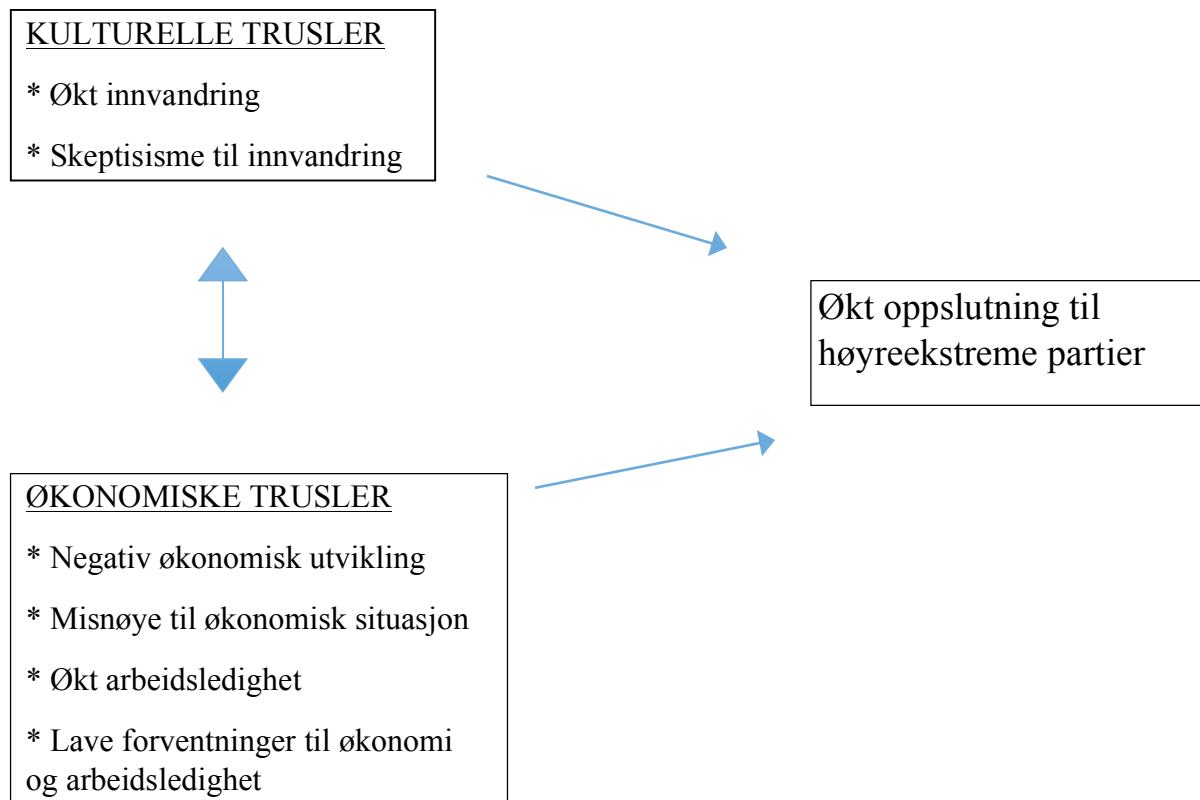 KULTURELLE TRUSLER
* Økt innvandring
* Skeptisisme til innvandring
Økt oppslutning til
høyreekstreme partier
ØKONOMISKE TRUSLER
* Negativ økonomisk utvikling
* Misnøye til økonomisk situasjon
* Økt arbeidsledighet
* Lave forventninger til økonomi
og arbeidsledighet